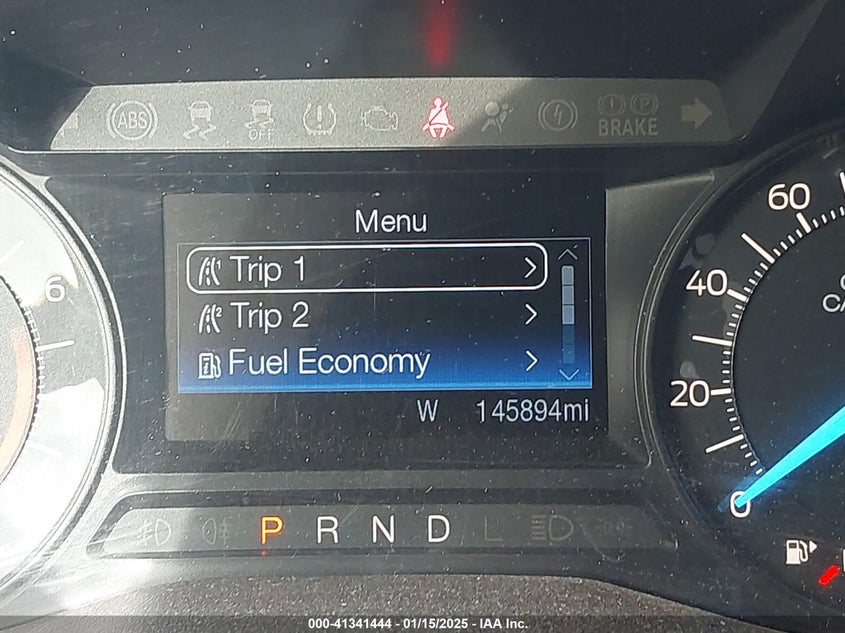 ABS
OFF
BRAKE
Menu
Trip 1
Trip 2
Fuel Economy
W 145894mi
6
60
40
20
0
P R N D L
000-41341444 - 01/15/2025 - IAA Inc.